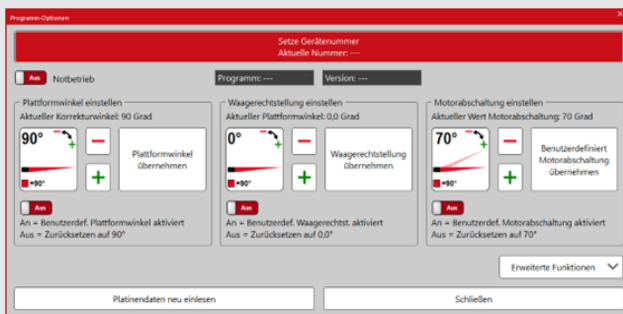 Programm-Optionen
Setze Gerätenummer
Aktuelle Nummer: ---
Aus Notbetrieb
Programm: --- Version: ---
Plattformwinkel einstellen
Aktueller Korrekturwinkel: 90 Grad
90°
=90°
Plattformwinkel
übernehmen
Aus
An = Benutzerdef. Plattformwinkel aktiviert
Aus = Zurücksetzen auf 90°
Waagerechtstellung einstellen
Aktueller Plattformwinkel: 0,0 Grad
0°
=90°
Waagerechtstellung
übernehmen
Aus
An = Benutzerdef. Waagerechtst. aktiviert
Aus = Zurücksetzen auf 0,0°
Motorabschaltung einstellen
Aktueller Wert Motorabschaltung: 70 Grad
70°
=90°
Benutzerdefiniert
Motorabschaltung
übernehmen
Aus
An = Benutzerdef. Motorabschaltung aktiviert
Aus = Zurücksetzen auf 70°
Erweiterte Funktionen
Platinendaten neu einlesen
Schließen